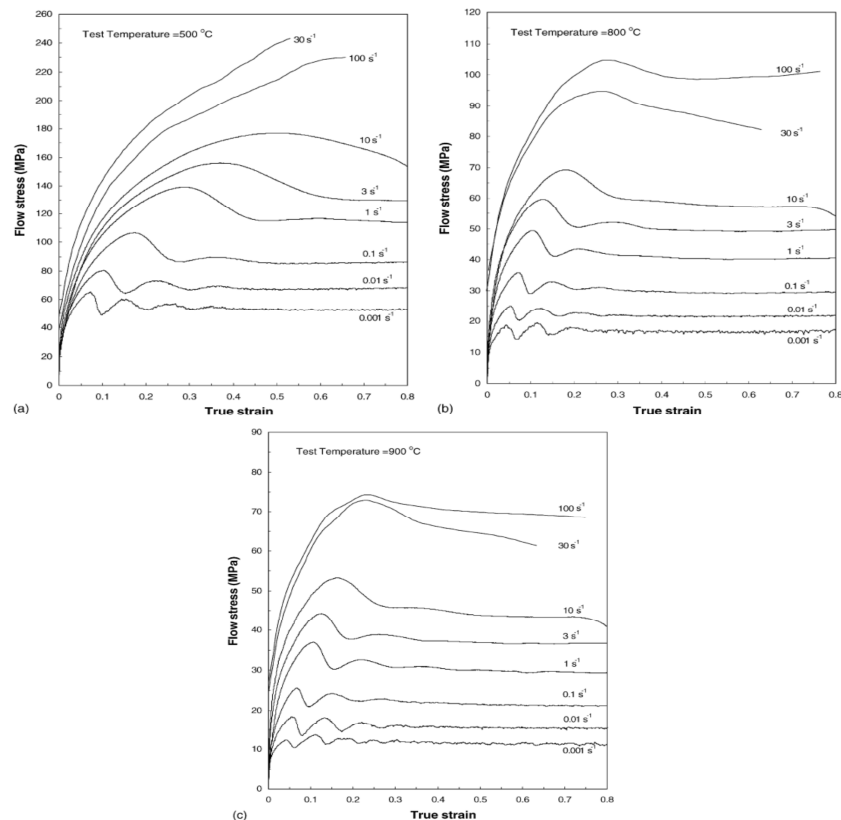 Test Temperature =500 °C
Flow stress (MPa)
260
240
220
200
180
160
140
120
100
80
60
40
20
0
30 s⁻¹
100 s⁻¹
10 s⁻¹
3 s⁻¹
1 s⁻¹
0.1 s⁻¹
0.01 s⁻¹
0.001 s⁻¹
0 0.1 0.2 0.3 0.4 0.5 0.6 0.7 0.8
(a)
True strain
Test Temperature =800 °C
Flow stress (MPa)
120
110
100
90
80
70
60
50
40
30
20
10
0
100 s⁻¹
30 s⁻¹
10 s⁻¹
3 s⁻¹
1 s⁻¹
0.1 s⁻¹
0.01 s⁻¹
0.001 s⁻¹
0 0.1 0.2 0.3 0.4 0.5 0.6 0.7 0.8
(b)
True strain
Test Temperature =900 °C
Flow stress (MPa)
90
80
70
60
50
40
30
20
10
0
100 s⁻¹
30 s⁻¹
10 s⁻¹
3 s⁻¹
1 s⁻¹
0.1 s⁻¹
0.01 s⁻¹
0.001 s⁻¹
0 0.1 0.2 0.3 0.4 0.5 0.6 0.7 0.8
(c)
True strain